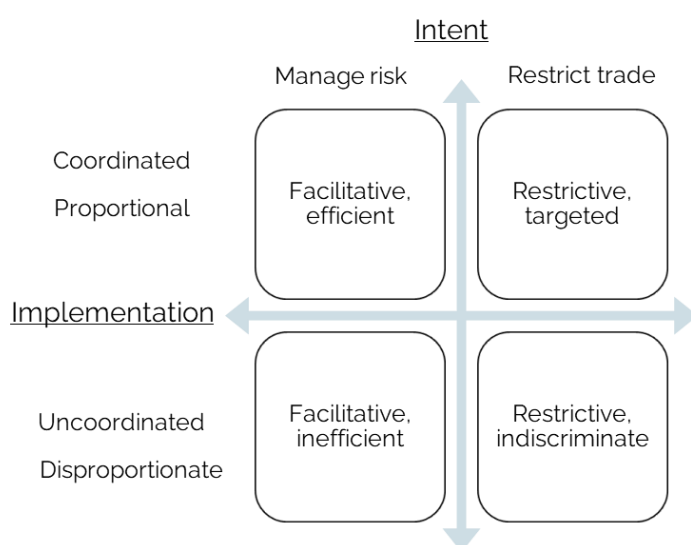 Intent
Manage risk
Restrict trade
Coordinated
Proportional
Facilitative,
efficient
Restrictive,
targeted
Implementation
Uncoordinated
Disproportionate
Facilitative,
inefficient
Restrictive,
indiscriminate